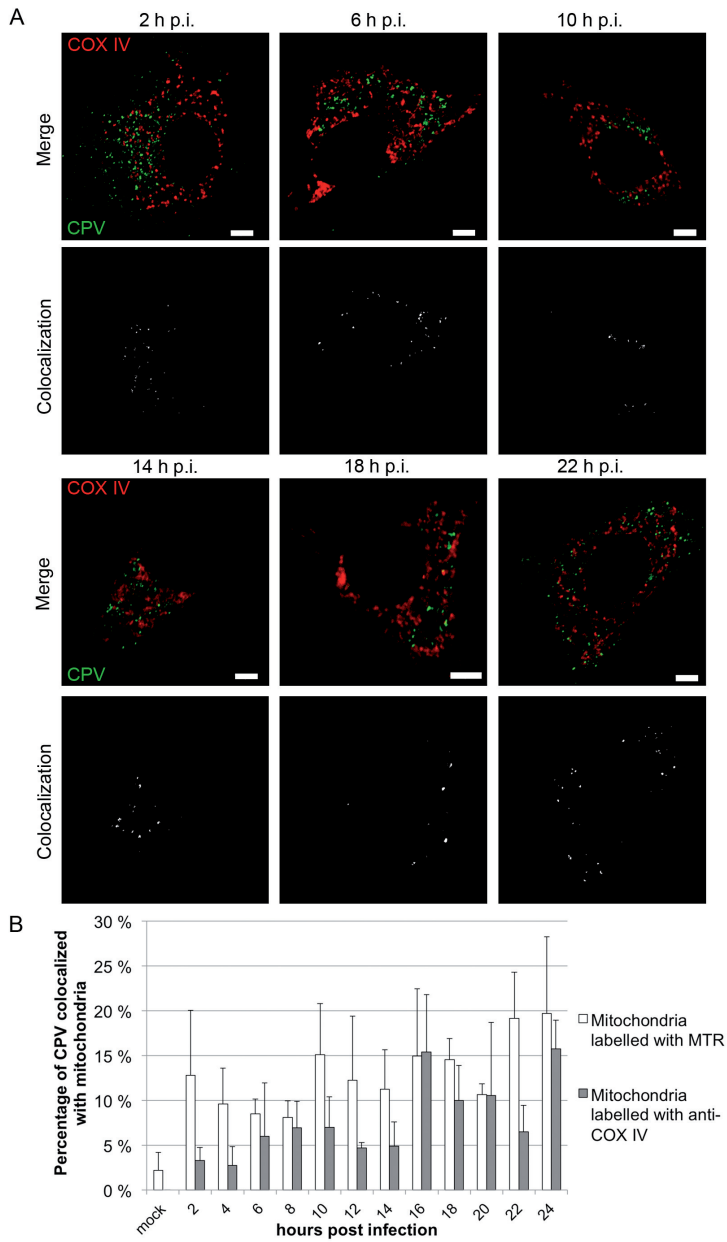 A
2 h p.i.
6 h p.i.
10 h p.i.
COX IV
CPV
Merge
Colocalization
14 h p.i.
18 h p.i.
22 h p.i.
COX IV
CPV
Merge
Colocalization
B
Percentage of CPV colocalized
with mitochondria
30 %
25 %
20 %
15 %
10 %
5 %
0 %
mock
2
4
6
8
10
12
14
16
18
20
22
24
hours post infection
Mitochondria
labelled with MTR
Mitochondria
labelled with anti-
COX IV